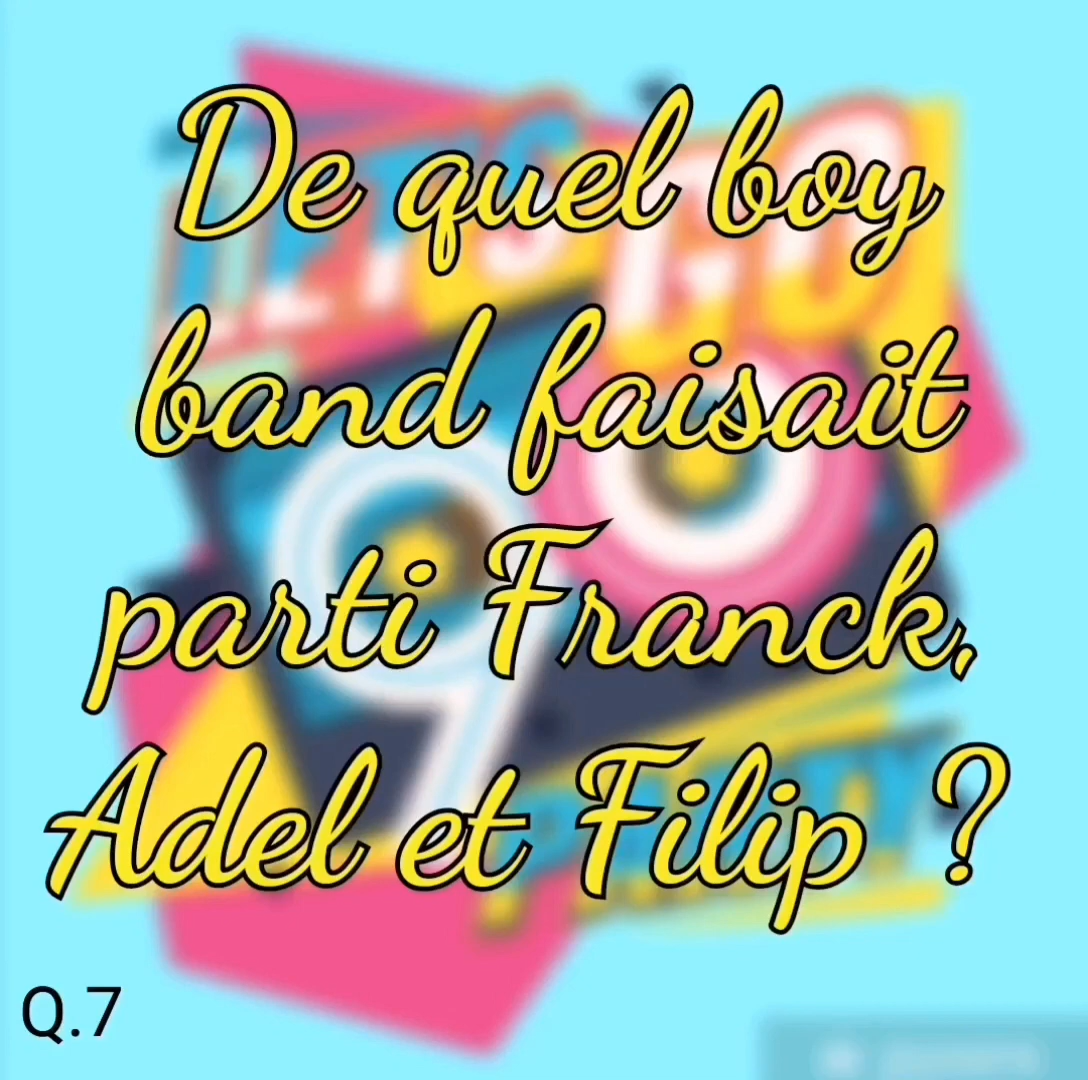 De quel boy
band faisait
parti Franck,
Adel et Filip ?
Q.7